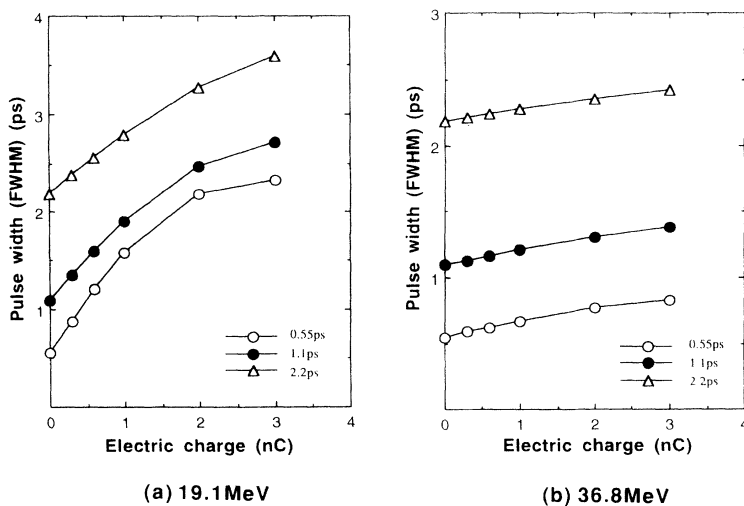 4
3
2
1
Pulse width (FWHM) (ps)
0.55ps
1.1ps
2.2ps
0
1
2
3
4
Electric charge (nC)
(a) 19.1MeV
3
2
1
Pulse width (FWHM) (ps)
0.55ps
1 1ps
2 2ps
0
1
2
3
4
Electric charge (nC)
(b) 36.8MeV